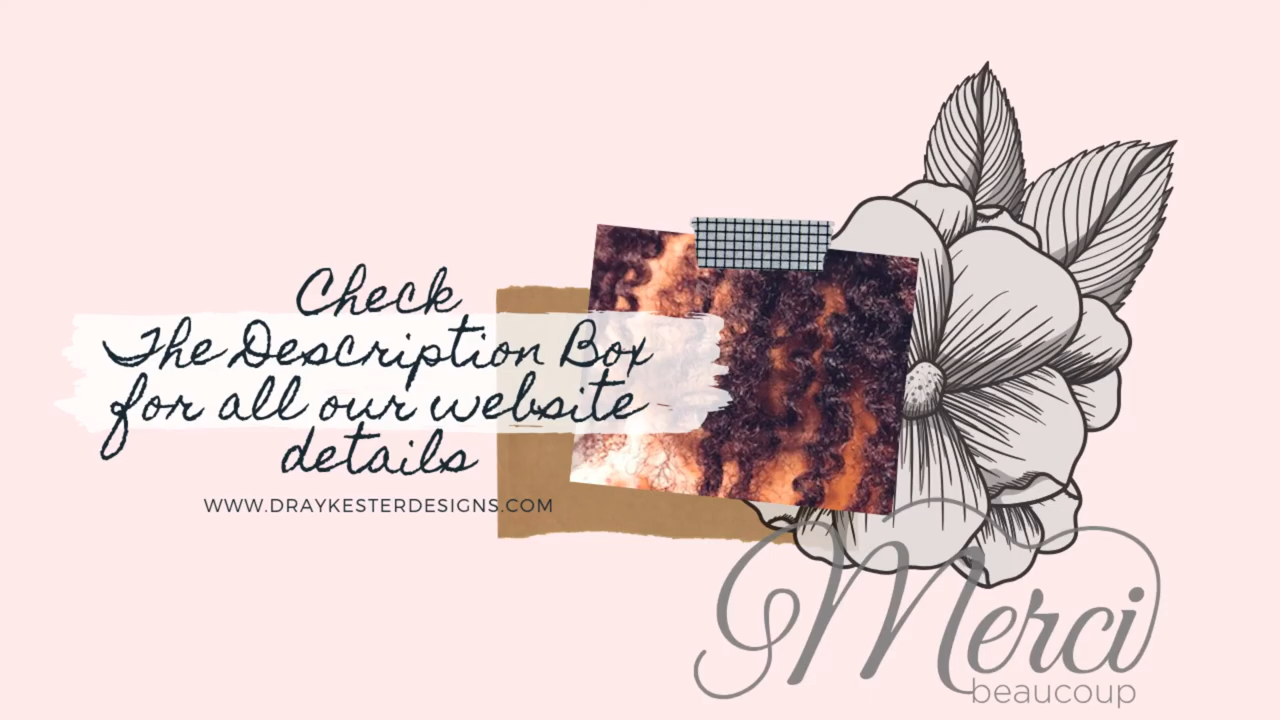 Check
The Description Box
for all our website
details
WWW.DRAYKESTERDESIGNS.COM
Merci
beaucoup